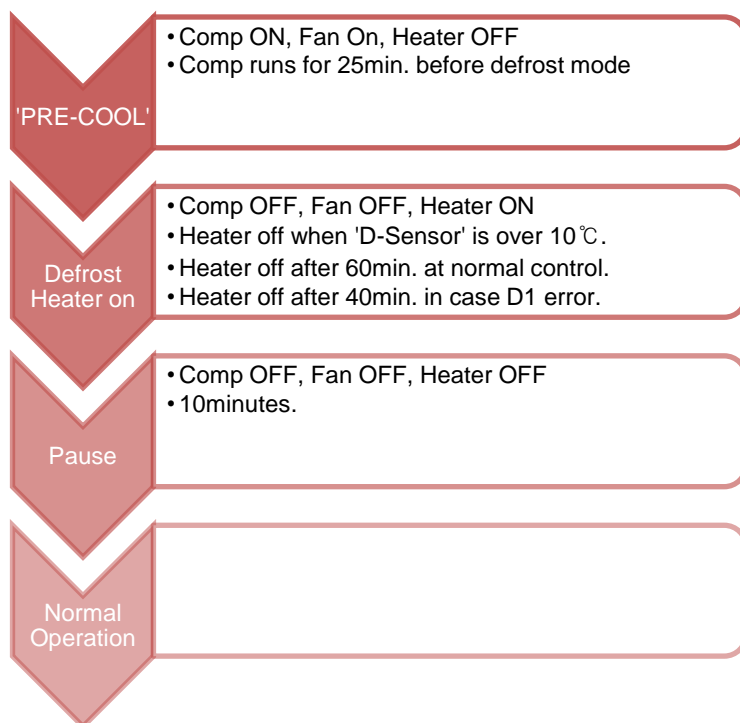 • Comp ON, Fan On, Heater OFF
• Comp runs for 25min. before defrost mode
'PRE-COOL'
• Comp OFF, Fan OFF, Heater ON
• Heater off when 'D-Sensor' is over 10℃.
• Heater off after 60min. at normal control.
• Heater off after 40min. in case D1 error.
Defrost
Heater on
• Comp OFF, Fan OFF, Heater OFF
• 10minutes.
Pause
Normal
Operation